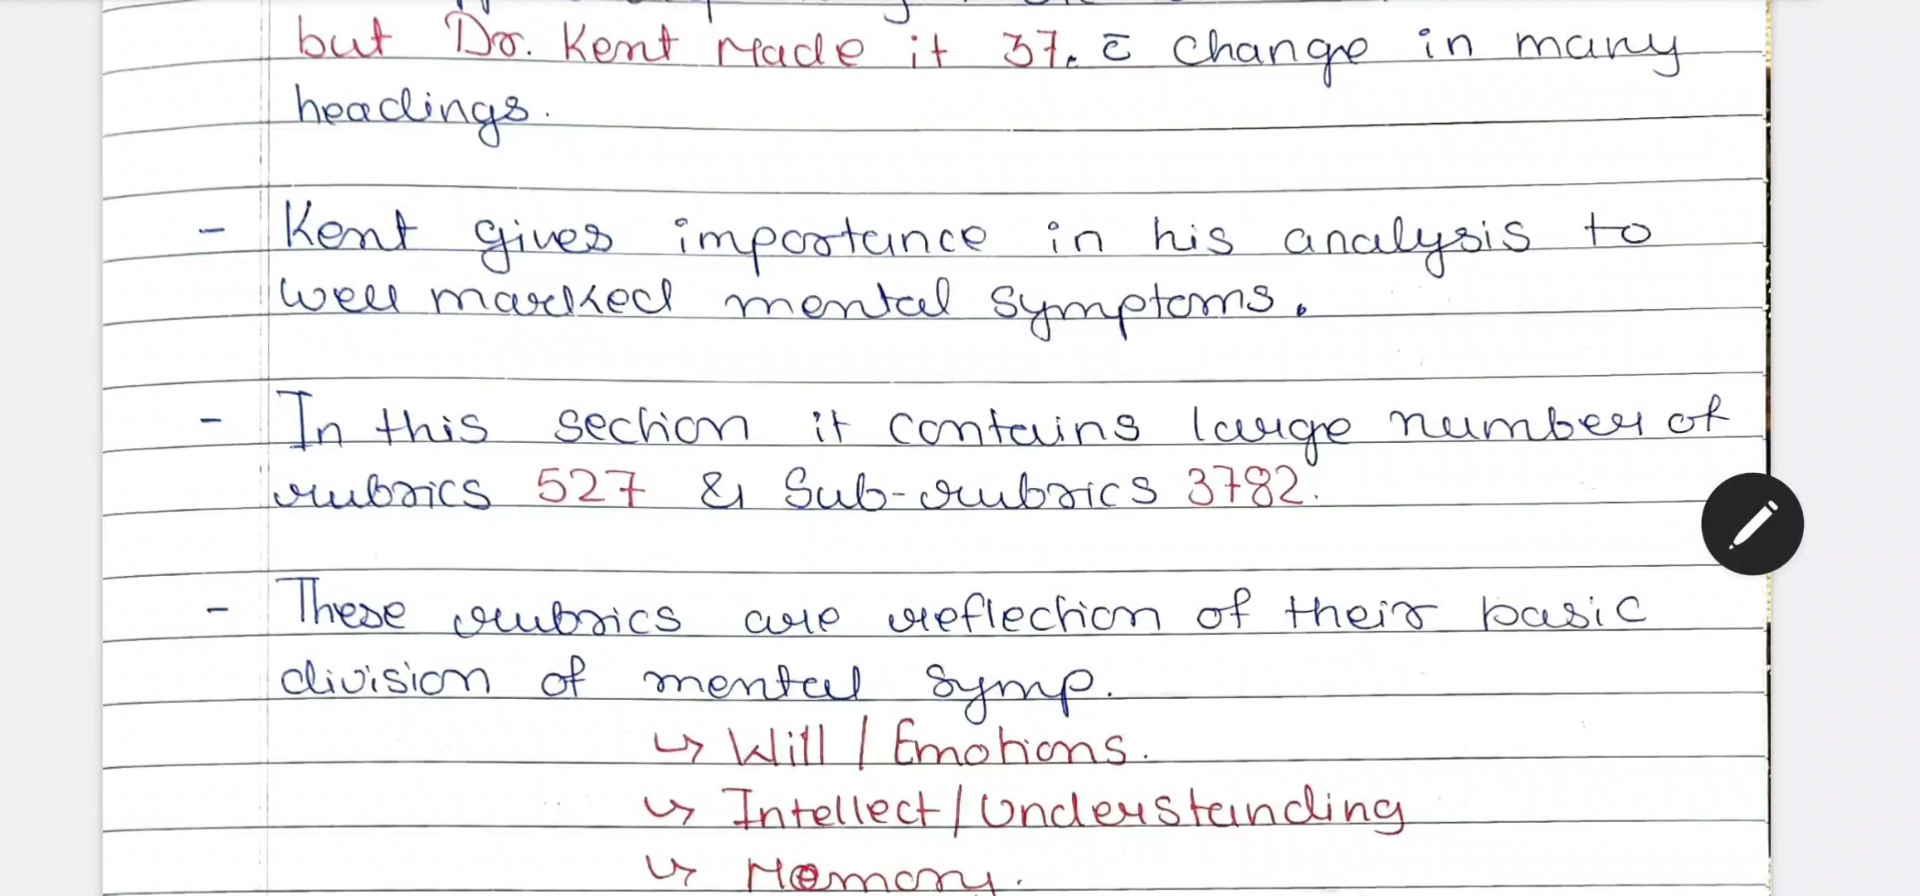 but Dr. Kent Made it 37. c̄ change in many
headings.
- Kent gives importance in his analysis to
well marked mental symptoms.
- In this section it contains large number of
rubrics 527 & Sub-rubrics 3782.
- These rubrics are reflection of their basic
division of mental symp.
↳ Will / Emotions.
↳ Intellect / Understanding
↳ Memory.